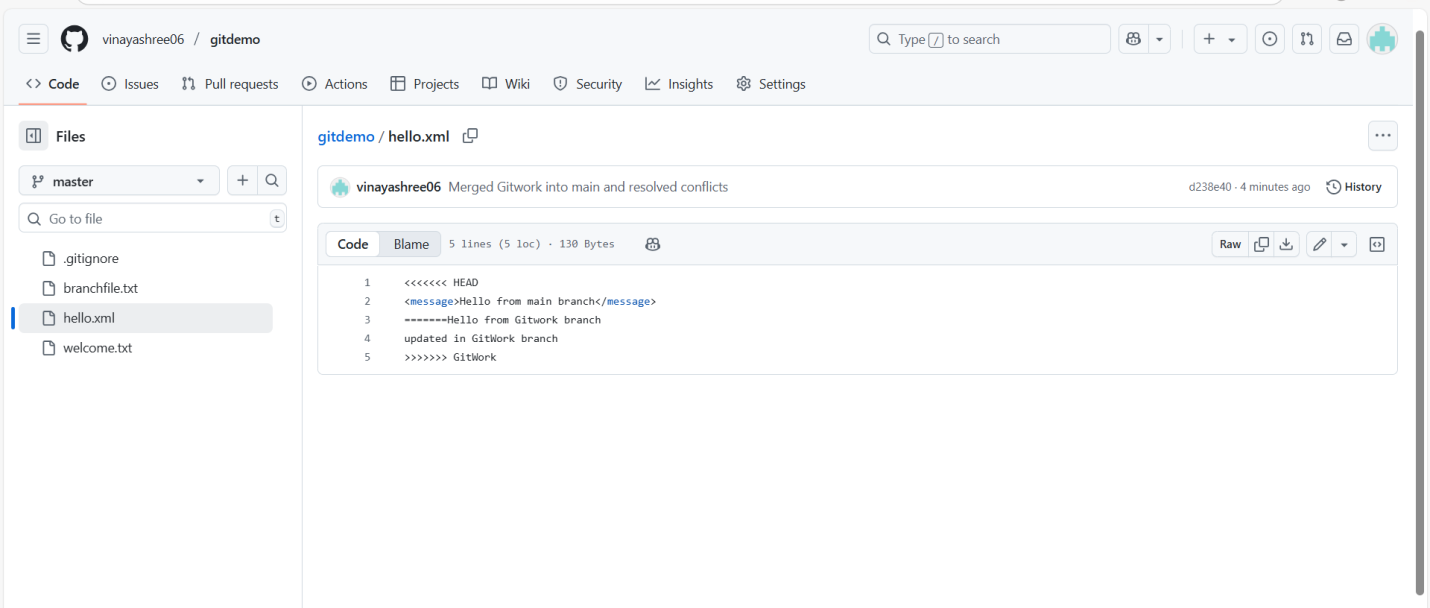 vinayashree06 / gitdemo
Type / to search
Code Issues Pull requests Actions Projects Wiki Security Insights Settings
Files
master
Go to file t
.gitignore
branchfile.txt
hello.xml
welcome.txt
gitdemo / hello.xml
vinayashree06 Merged Gitwork into main and resolved conflicts d238e40 · 4 minutes ago History
Code Blame 5 lines (5 loc) · 130 Bytes Raw
1 <<<<<<< HEAD
2 <message>Hello from main branch</message>
3 =======Hello from Gitwork branch
4 updated in GitWork branch
5 >>>>>>> GitWork